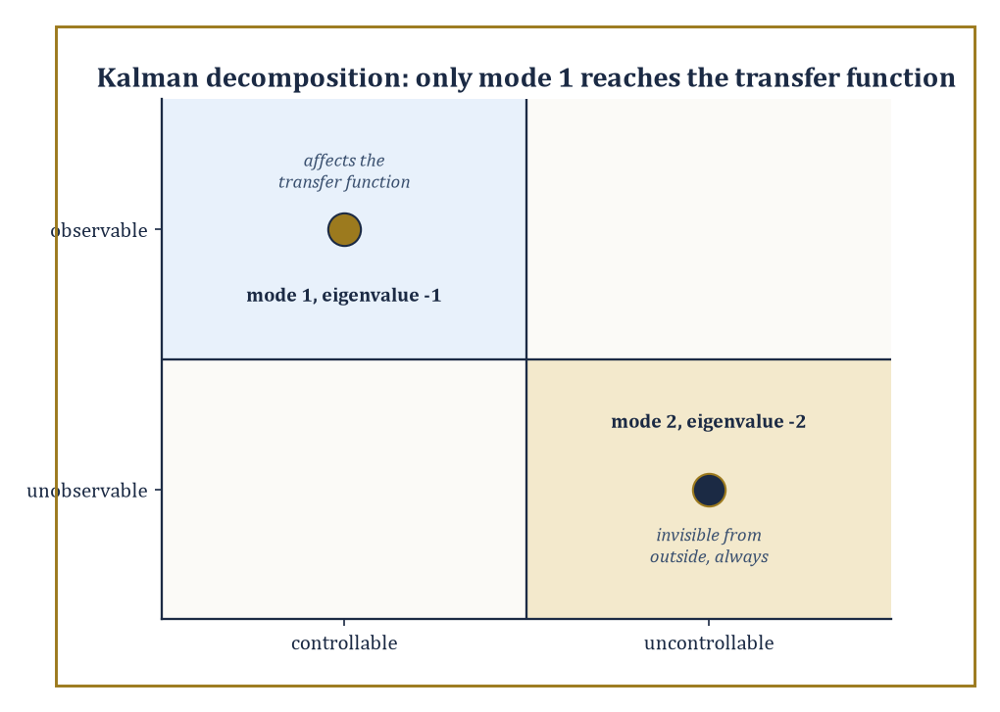 Kalman decomposition: only mode 1 reaches the transfer function
affects the
transfer function
observable
mode 1, eigenvalue -1
mode 2, eigenvalue -2
unobservable
invisible from
outside, always
controllable
uncontrollable